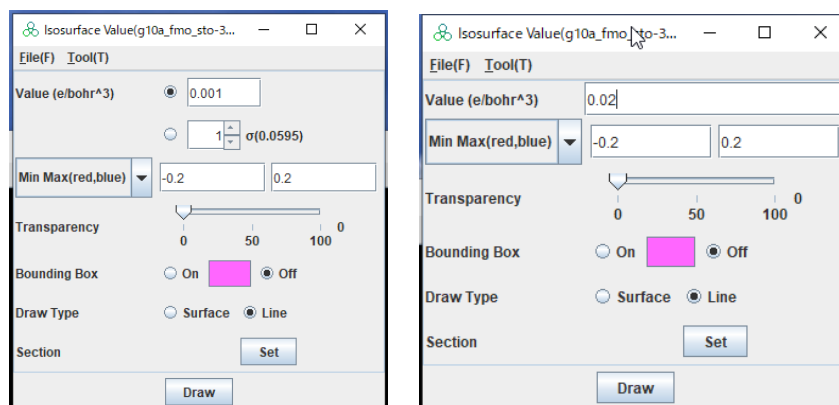 Isosurface Value(g10a_fmo_sto-3...
File(F) Tool(T)
Value (e/bohr^3) 0.001
1 σ(0.0595)
Min Max(red,blue) -0.2 0.2
Transparency 0 50 100 0
Bounding Box On Off
Draw Type Surface Line
Section Set
Draw
Isosurface Value(g10a_fmo_sto-3...
File(F) Tool(T)
Value (e/bohr^3) 0.02
Min Max(red,blue) -0.2 0.2
Transparency 0 50 100 0
Bounding Box On Off
Draw Type Surface Line
Section Set
Draw